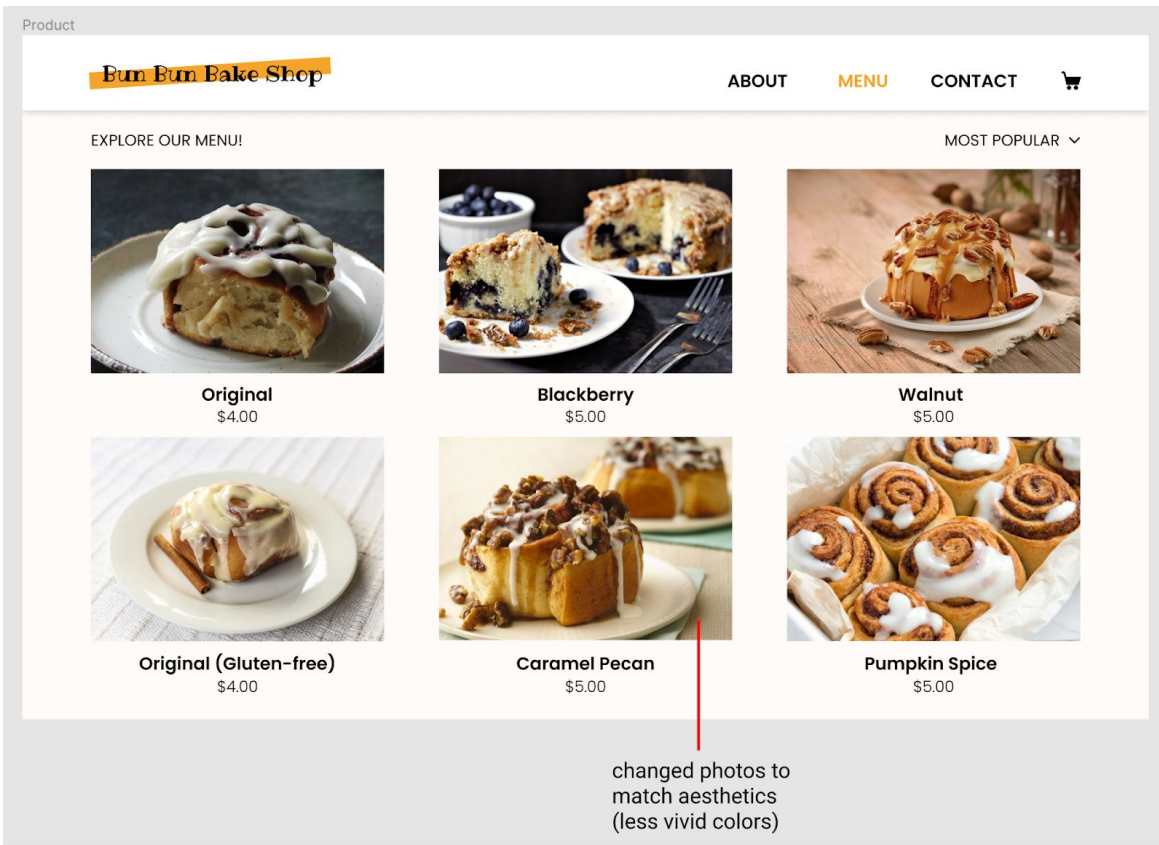 Product
Bun Bun Bake Shop
ABOUT MENU CONTACT
EXPLORE OUR MENU! MOST POPULAR
Original Blackberry Walnut
$4.00 $5.00 $5.00
Original (Gluten-free) Caramel Pecan Pumpkin Spice
$4.00 $5.00 $5.00
changed photos to
match aesthetics
(less vivid colors)